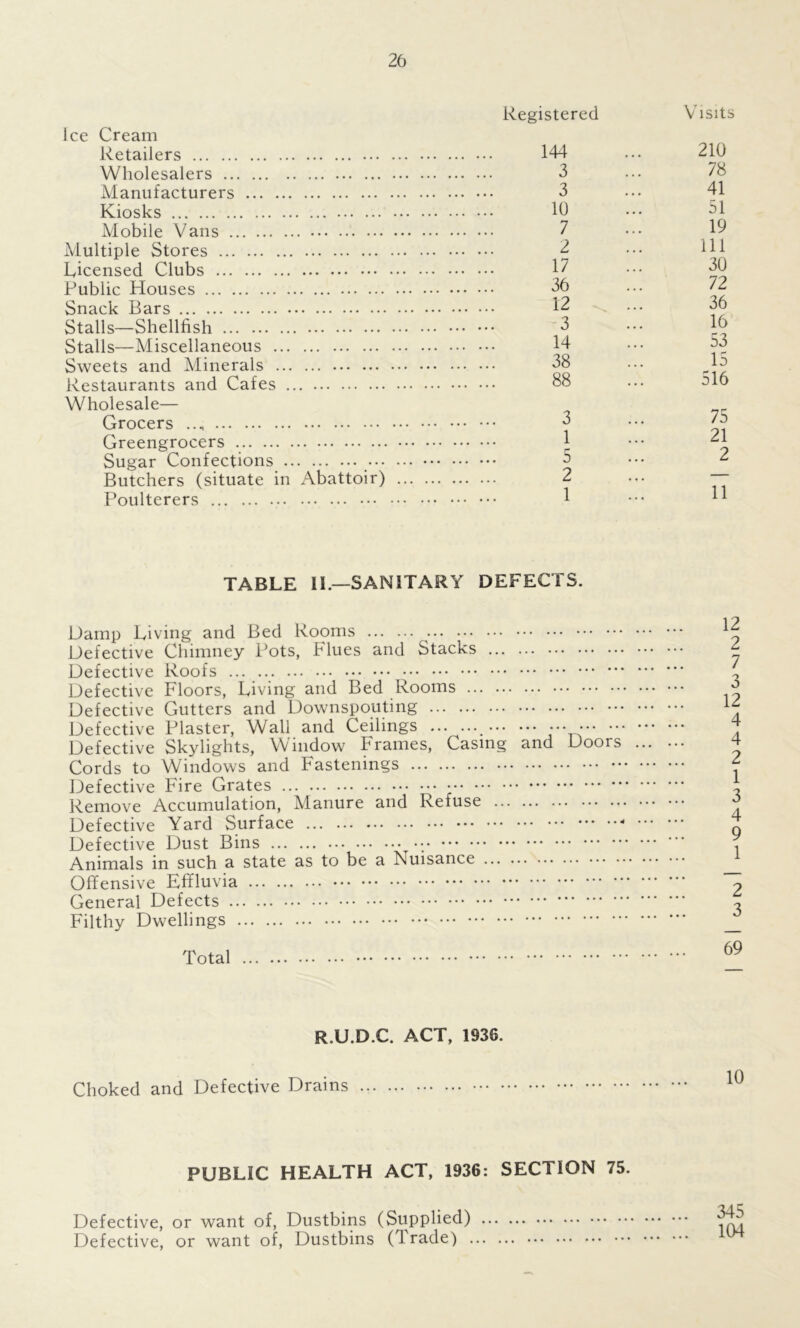 26
Registered Visits
Ice Cream
Retailers ... 144 ... 210
Wholesalers ... 3 ... 78
Manufacturers ... 3 ... 41
Kiosks ... 10 ... 51
Mobile Vans ... 7 ... 19
Multiple Stores ... 2 ... 111
Licensed Clubs ... 17 ... 30
Public Houses ... 36 ... 72
Snack Bars ... 12 ... 36
Stalls—Shellfish ... 3 ... 16
Stalls—Miscellaneous ... 14 ... 53
Sweets and Minerals ... 38 ... 15
Restaurants and Cafes ... 88 ... 516
Wholesale—
Grocers ... 3 ... 75
Greengrocers ... 1 ... 21
Sugar Confections ... 5 ... 2
Butchers (situate in Abattoir) ... 2 ... —
Poulterers ... 1 ... 11
TABLE II.—SANITARY DEFECTS.
Damp Living and Bed Rooms ... 12
Defective Chimney Pots, Flues and Stacks ... 2
Defective Roofs ... 7
Defective Floors, Living and Bed Rooms ... 3
Defective Gutters and Downspouting ... 12
Defective Plaster, Wall and Ceilings ... 4
Defective Skylights, Window Frames, Casing and Doors ... 4
Cords to Windows and Fastenings ... 2
Defective Fire Grates ... 1
Remove Accumulation, Manure and Refuse ... 3
Defective Yard Surface ... 4
Defective Dust Bins ... 9
Animals in such a state as to be a Nuisance ... 1
Offensive Effluvia ... —
General Defects ... 2
Filthy Dwellings ... 3
Total ... 69
R.U.D.C. ACT, 1936.
Choked and Defective Drains ... 10
PUBLIC HEALTH ACT, 1936: SECTION 75.
Defective, or want of, Dustbins (Supplied) ... 345
Defective, or want of, Dustbins (Trade) ... 104